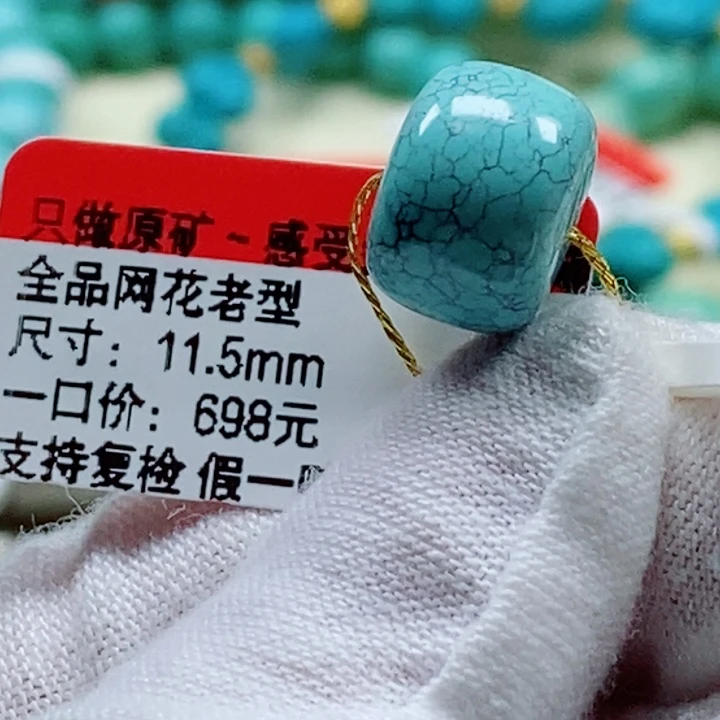 只做原矿~感受
全品网花老型
尺寸：11.5mm
一口价：698元
支持复检 假一